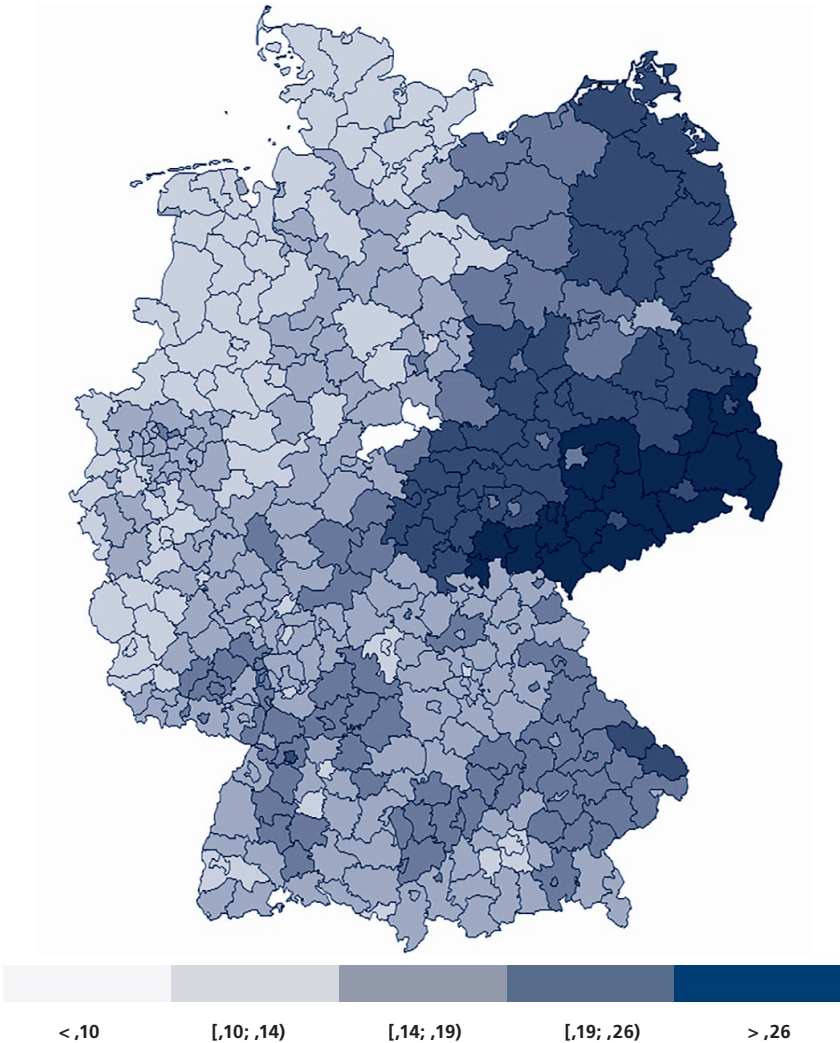 < ,10 [,10; ,14) [,14; ,19) [,19; ,26) > ,26